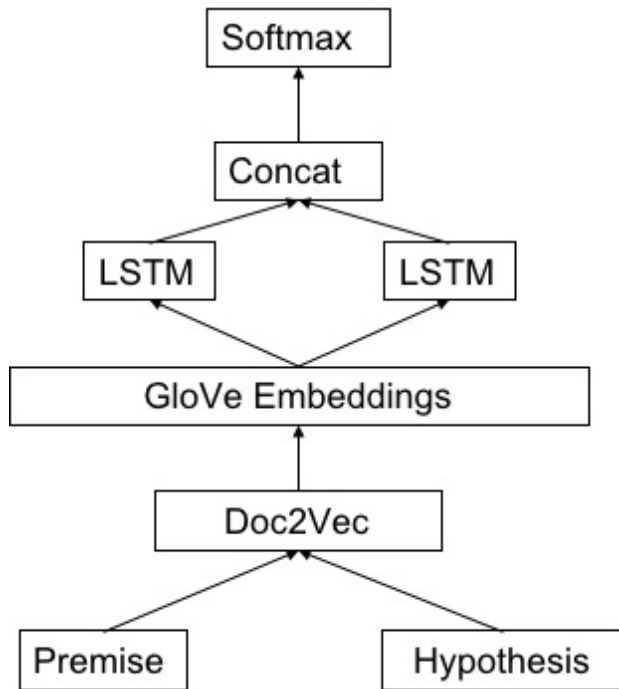 Softmax
Concat
LSTM
LSTM
GloVe Embeddings
Doc2Vec
Premise
Hypothesis